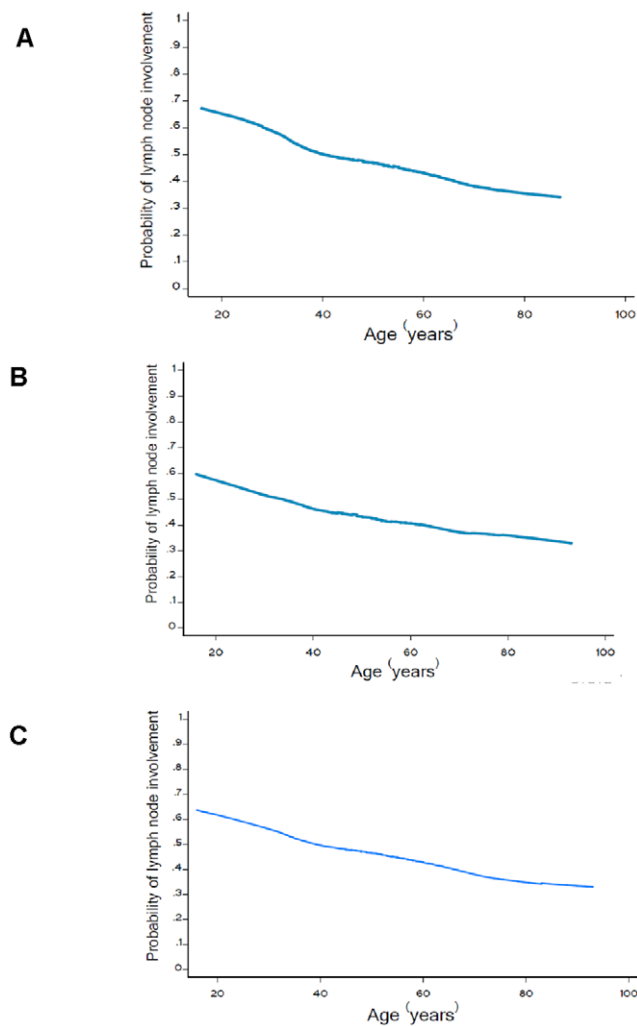 A
Probability of lymph node involvement
1
.9
.8
.7
.6
.5
.4
.3
.2
.1
0
20 40 60 80 100
Age (years)
B
Probability of lymph node involvement
1
.9
.8
.7
.6
.5
.4
.3
.2
.1
0
20 40 60 80 100
Age (years)
C
Probability of lymph node involvement
1
.9
.8
.7
.6
.5
.4
.3
.2
.1
0
20 40 60 80 100
Age (years)